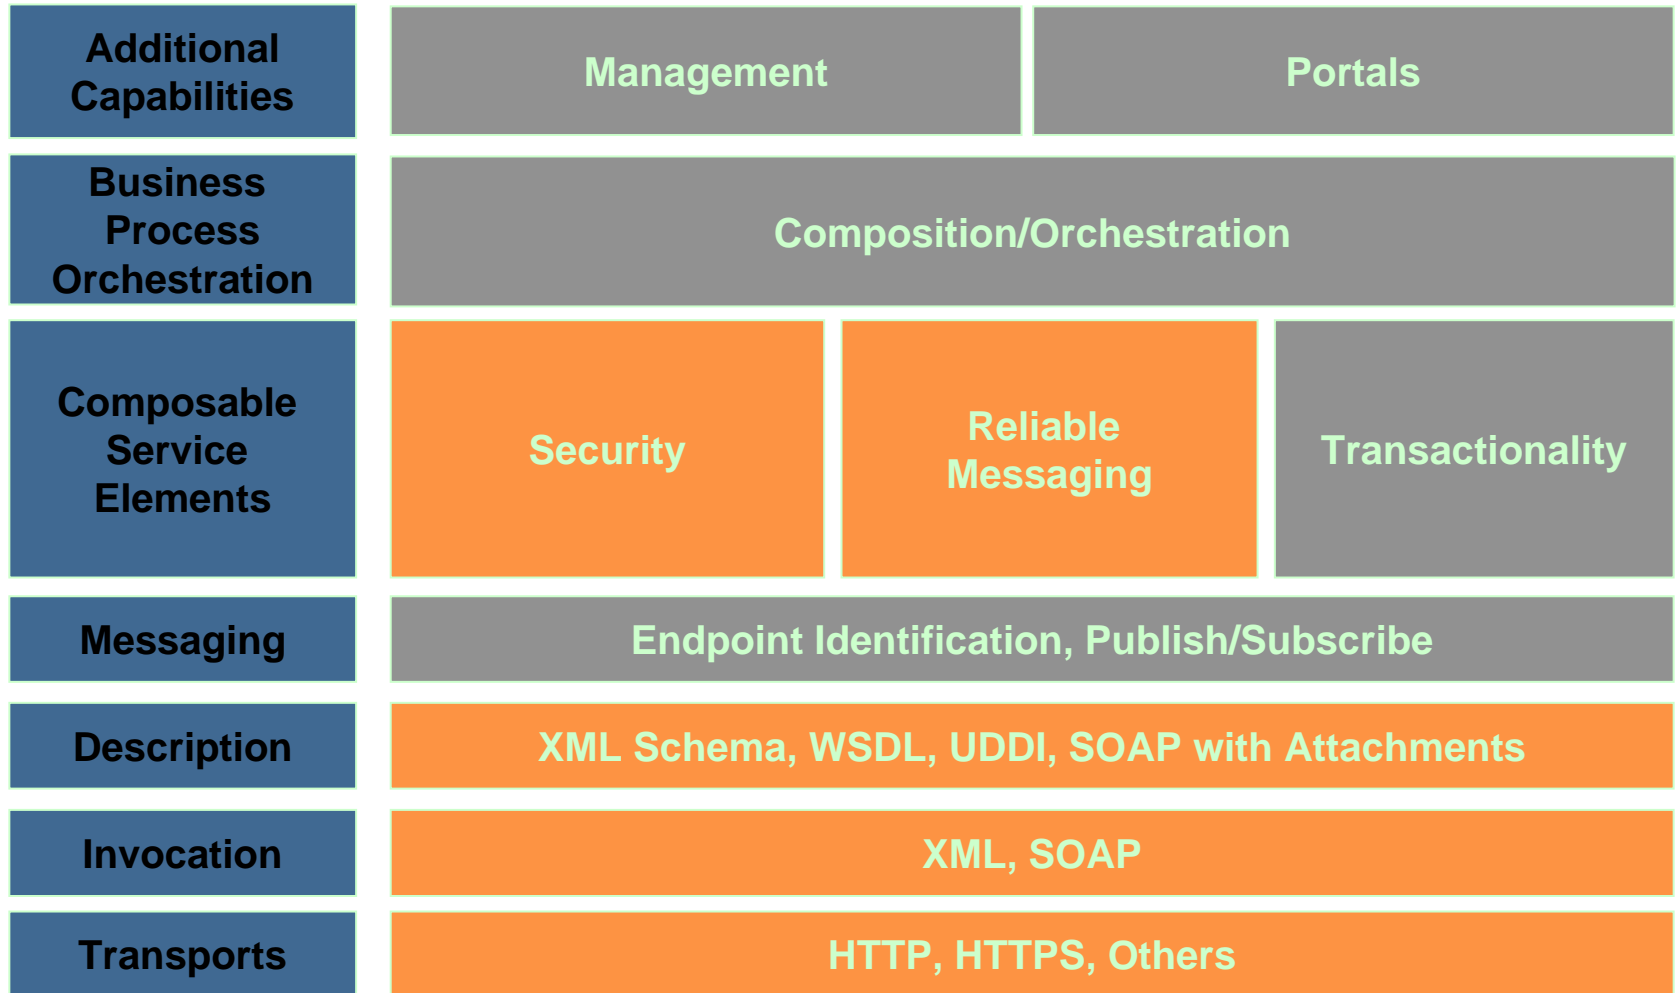 Additional
Capabilities
Management
Portals
Business
Process
Orchestration
Composition/Orchestration
Composable
Service
Elements
Security
Reliable
Messaging
Transactionality
Messaging
Endpoint Identification, Publish/Subscribe
Description
XML Schema, WSDL, UDDI, SOAP with Attachments
Invocation
XML, SOAP
Transports
HTTP, HTTPS, Others